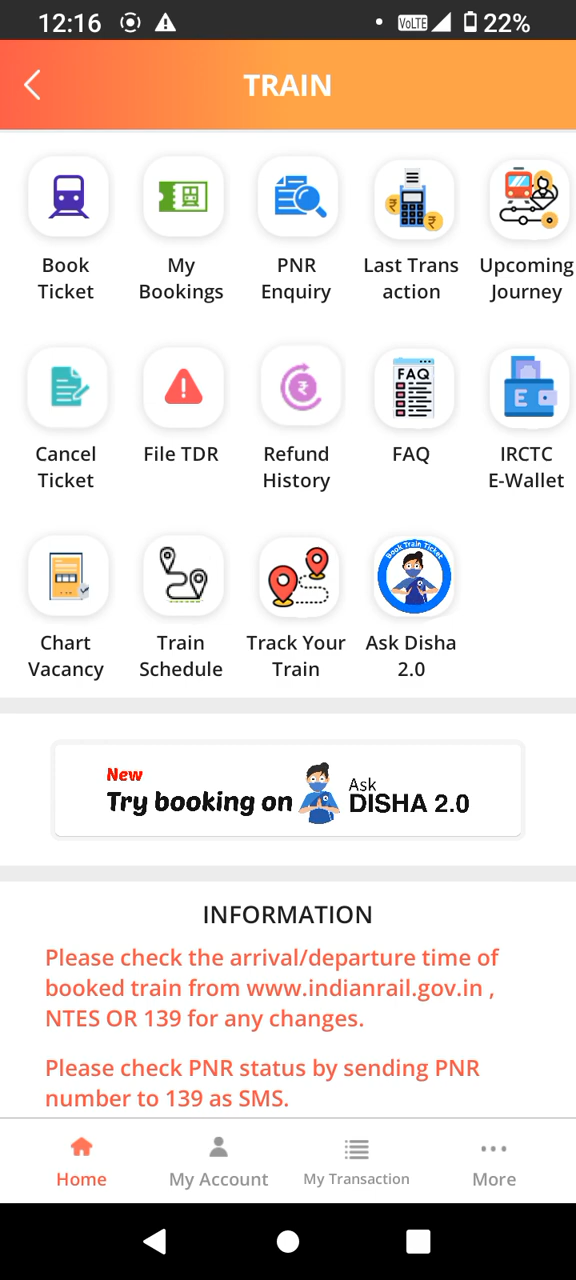 12:16 VoLTE 22%
TRAIN
Book Ticket
My Bookings
PNR Enquiry
Last Trans action
Upcoming Journey
Cancel Ticket
File TDR
Refund History
FAQ
FAQ
E
IRCTC E-Wallet
Chart Vacancy
Train Schedule
Track Your Train
Book Train Ticket
Ask Disha 2.0
New
Try booking on
Ask
DISHA 2.0
INFORMATION
Please check the arrival/departure time of
booked train from www.indianrail.gov.in ,
NTES OR 139 for any changes.
Please check PNR status by sending PNR
number to 139 as SMS.
Home
My Account
My Transaction
More